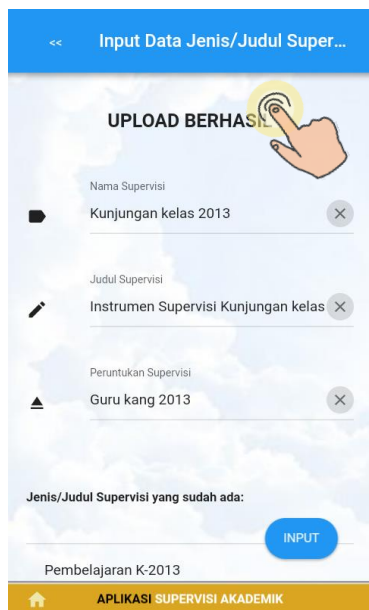 << Input Data Jenis/Judul Super...
UPLOAD BERHASIL
Nama Supervisi
Kunjungan kelas 2013
Judul Supervisi
Instrumen Supervisi Kunjungan kelas
Peruntukan Supervisi
Guru kang 2013
Jenis/Judul Supervisi yang sudah ada:
INPUT
Pembelajaran K-2013
APLIKASI SUPERVISI AKADEMIK